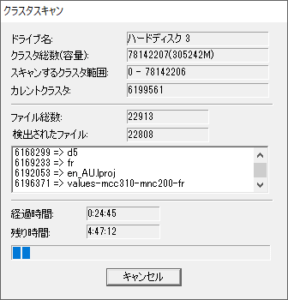 クラスタスキャン
ドライブ名: ハードディスク 3
クラスタ総数(容量): 78142207(305242M)
スキャンするクラスタ範囲: 0 - 78142206
カレントクラスタ: 6199561
ファイル総数: 22913
検出されたファイル: 22808
6168299 => d5
6169233 => fr
6192053 => en_AU.lproj
6196371 => values-mcc310-mnc200-fr
経過時間: 0:24:45
残り時間: 4:47:12
キャンセル